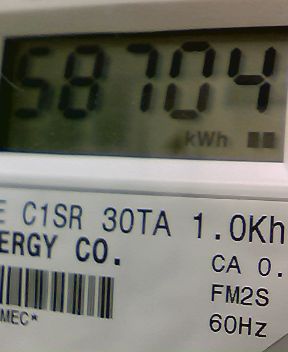 58704
kWh
E C1SR 30TA 1.0Kh
ERGY CO.
CA 0.
FM2S
MEC*
60Hz